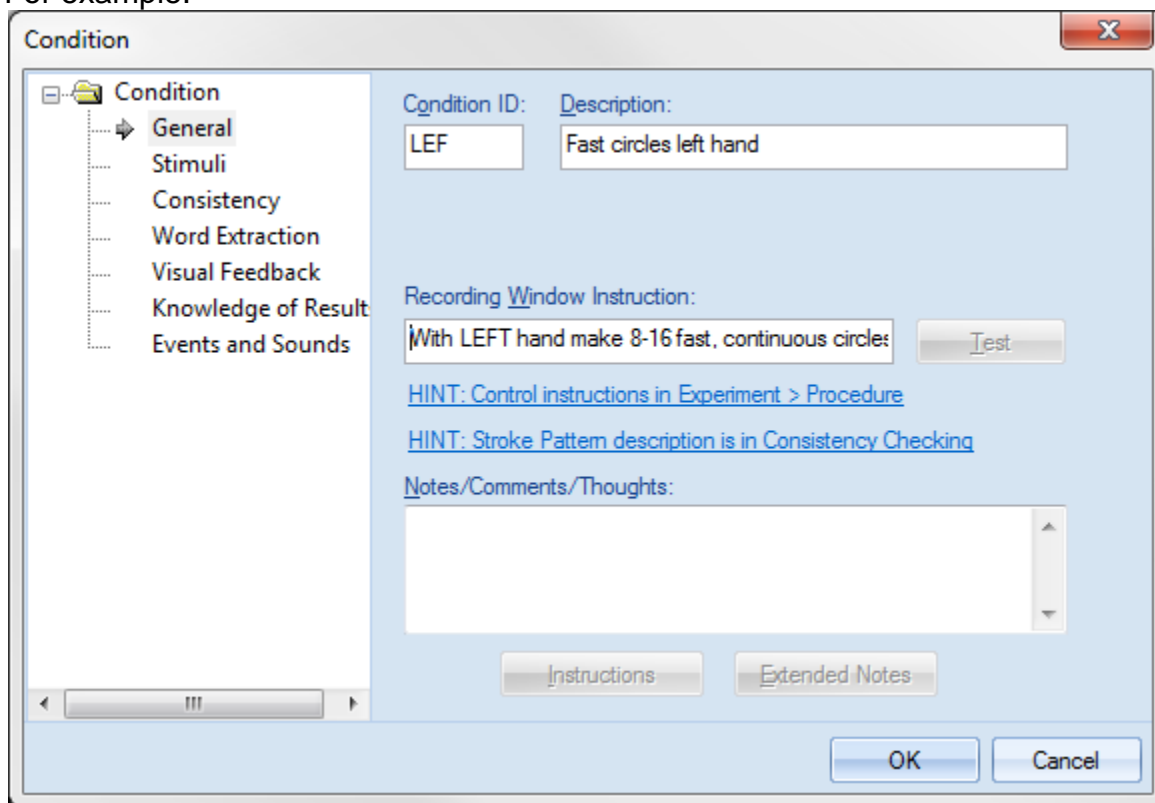 Condition
Condition
General
Stimuli
Consistency
Word Extraction
Visual Feedback
Knowledge of Result
Events and Sounds
Condition ID: Description:
LEF Fast circles left hand
Recording Window Instruction:
With LEFT hand make 8-16 fast, continuous circles Test
HINT: Control instructions in Experiment > Procedure
HINT: Stroke Pattern description is in Consistency Checking
Notes/Comments/Thoughts:
Instructions Extended Notes
OK Cancel